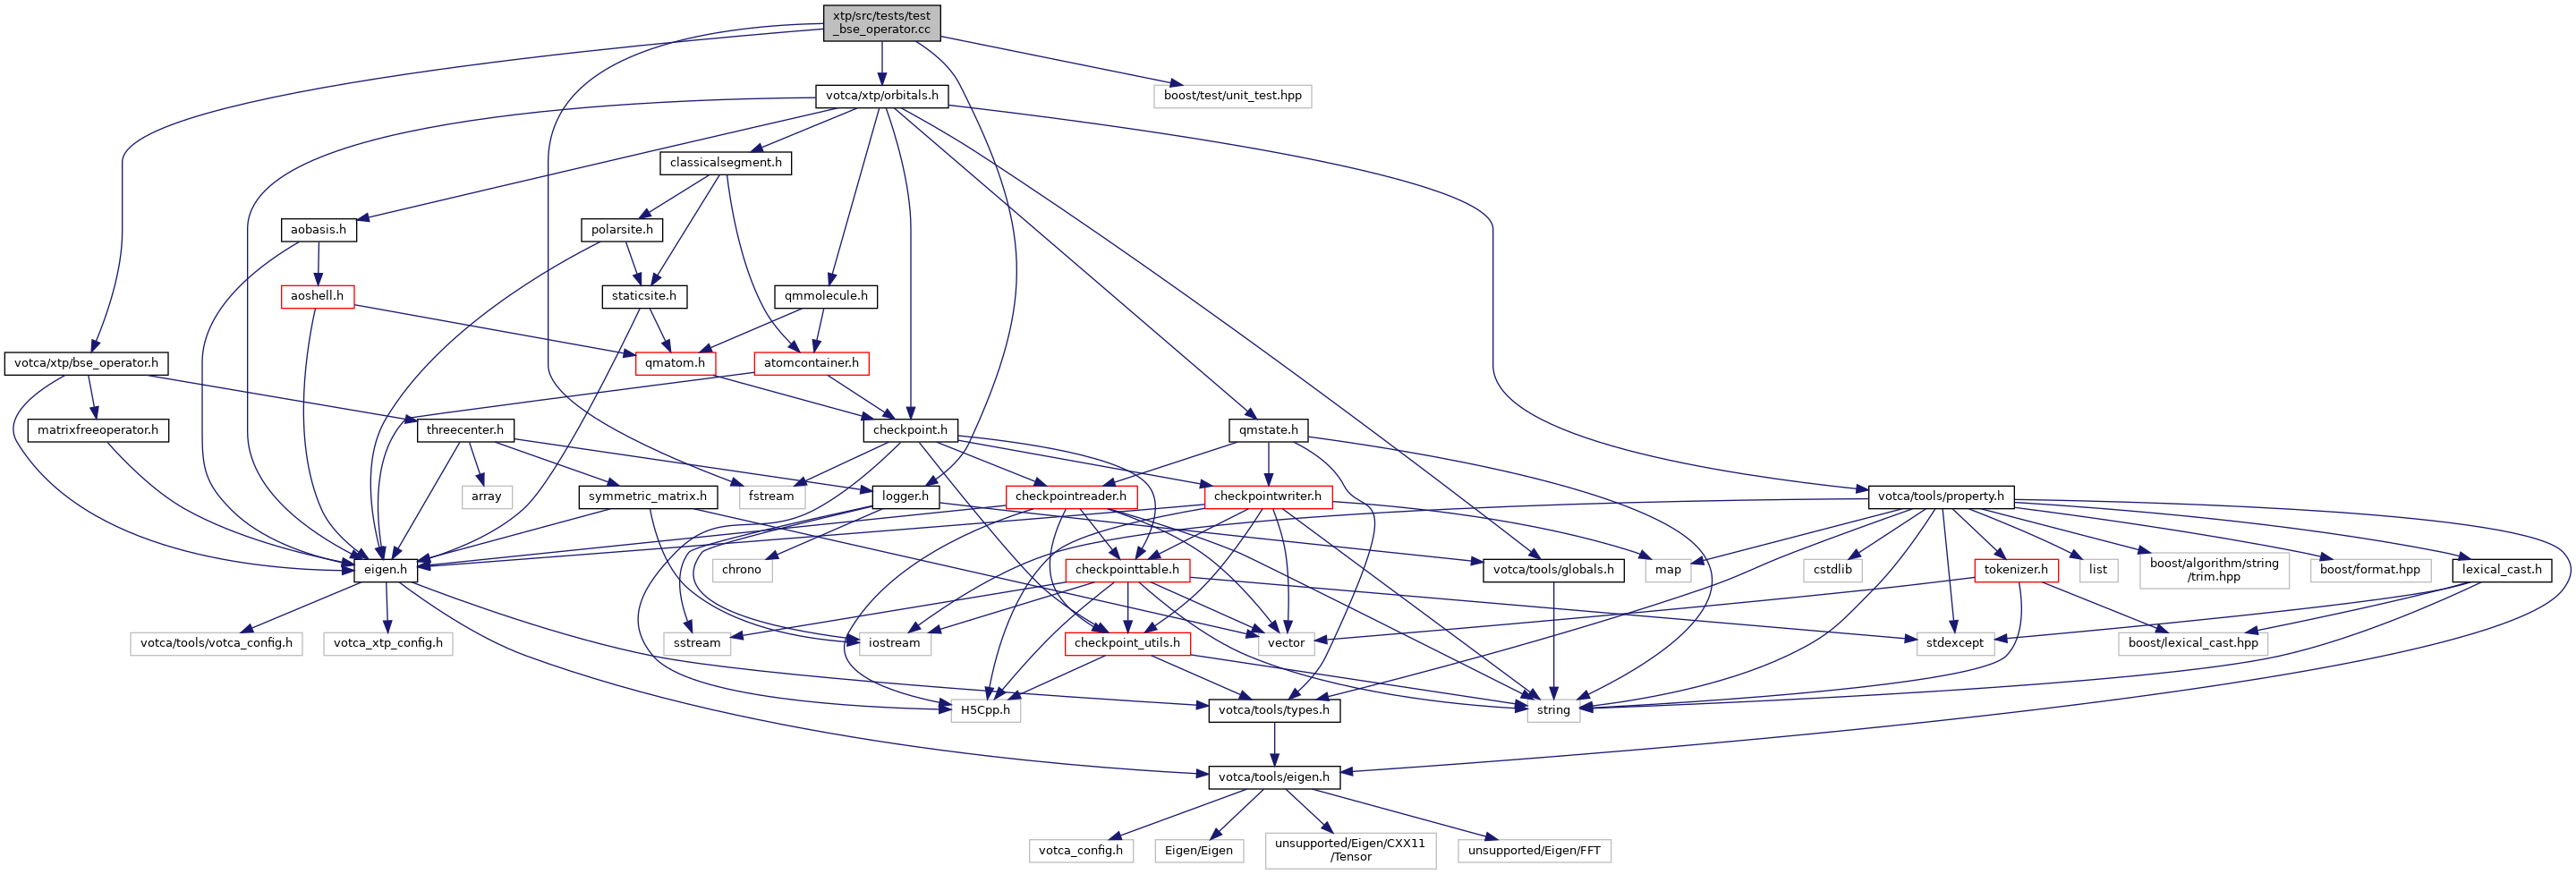 xtp/src/tests/test
_bse_operator.cc
votca/xtp/orbitals.h
boost/test/unit_test.hpp
classicalsegment.h
aobasis.h
polarsite.h
aoshell.h
staticsite.h
qmmolecule.h
votca/xtp/bse_operator.h
qmatom.h
atomcontainer.h
matrixfreeoperator.h
threecenter.h
checkpoint.h
qmstate.h
array
symmetric_matrix.h
fstream
logger.h
checkpointreader.h
checkpointwriter.h
votca/tools/property.h
eigen.h
chrono
checkpointtable.h
votca/tools/globals.h
map
cstdlib
tokenizer.h
list
boost/algorithm/string
/trim.hpp
boost/format.hpp
lexical_cast.h
votca/tools/votca_config.h
votca_xtp_config.h
sstream
iostream
checkpoint_utils.h
vector
stdexcept
boost/lexical_cast.hpp
H5Cpp.h
votca/tools/types.h
string
votca/tools/eigen.h
votca_config.h
Eigen/Eigen
unsupported/Eigen/CXX11
/Tensor
unsupported/Eigen/FFT